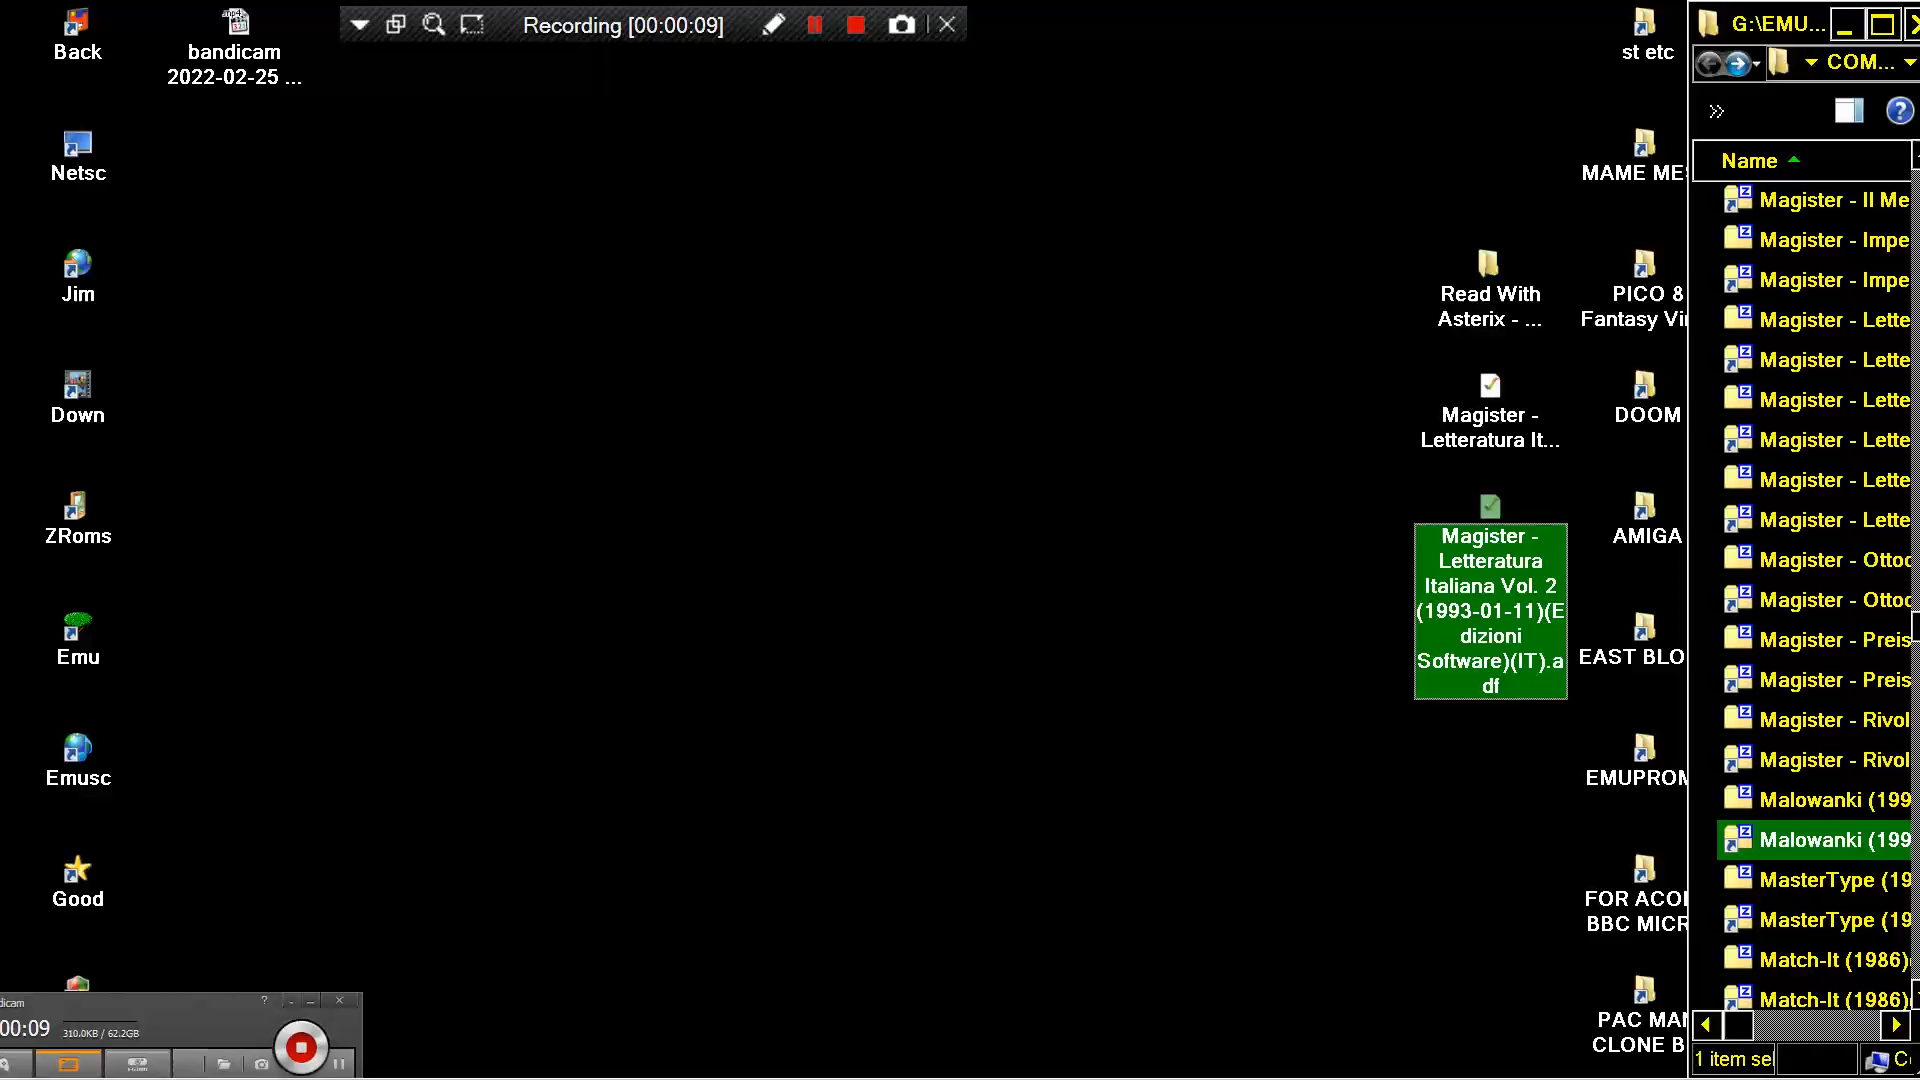 Back
bandicam
2022-02-25 ...
Recording [00:00:09]
st etc
G:\EMU...
COM...
Netsc
MAME MES
Name
Magister - II Me
Magister - Impe
Jim
Read With
Asterix - ...
PICO 8
Fantasy Vi
Magister - Impe
Magister - Lette
Magister - Lette
Down
Magister -
Letteratura It...
DOOM
Magister - Lette
Magister - Lette
Magister - Lette
ZRoms
Magister -
Letteratura
Italiana Vol. 2
(1993-01-11)(E
dizioni
Software)(IT).a
df
AMIGA
Magister - Lette
Magister - Ottoc
Magister - Ottoc
Emu
EAST BLO
Magister - Preis
Magister - Preis
Magister - Rivol
Emusc
EMUPROM
Magister - Rivol
Malowanki (199
Malowanki (199
Good
FOR ACO
BBC MICR
MasterType (19
MasterType (19
Match-It (1986)
Match-It (1986)
PAC MAN
CLONE B
dicam
00:09
310.0KB / 62.2GB
1 item sel